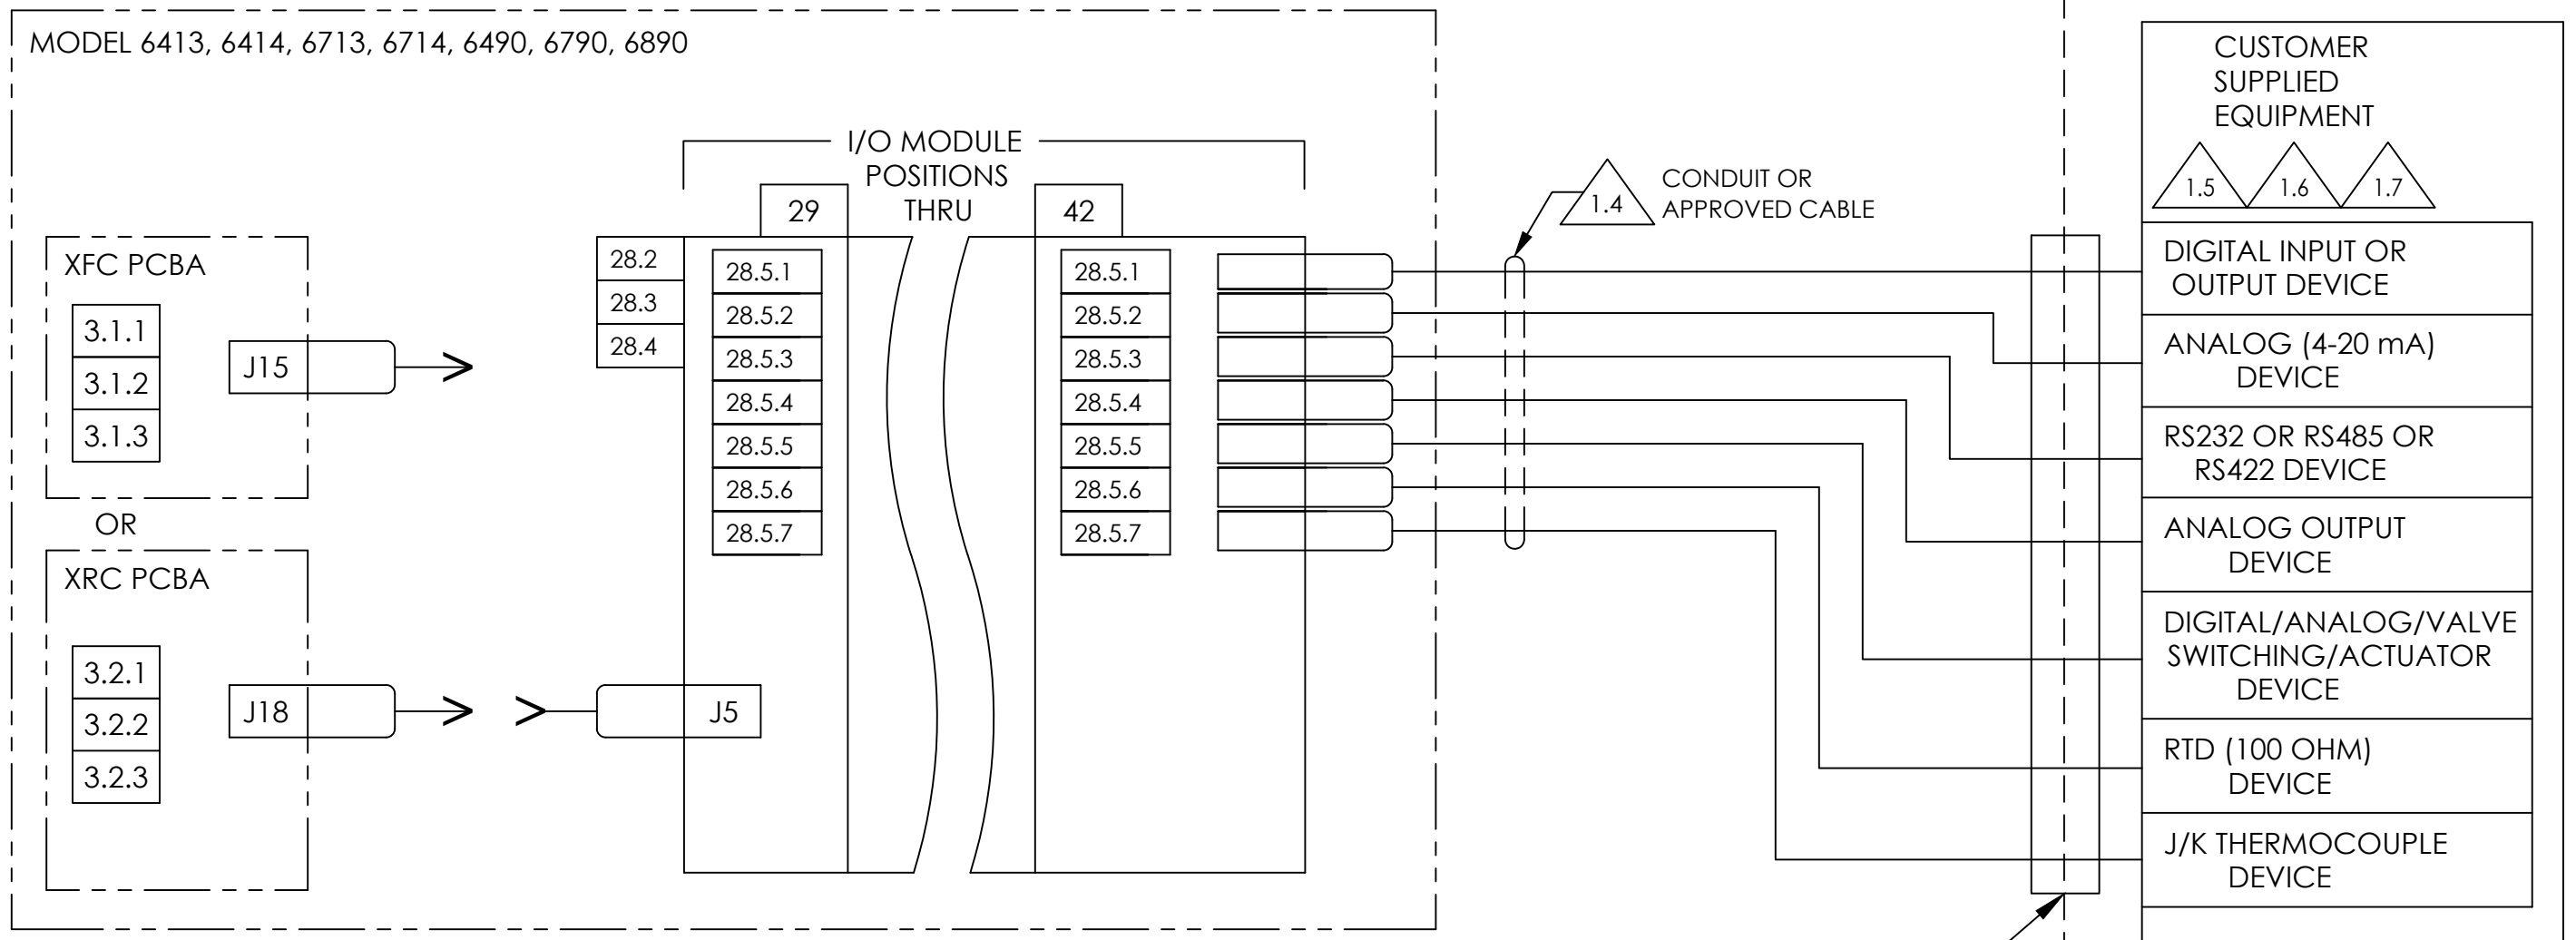 MODEL 6413, 6414, 6713, 6714, 6490, 6790, 6890
XFC PCBA
3.1.1
3.1.2
3.1.3
J15
OR
XRC PCBA
3.2.1
3.2.2
3.2.3
J18
I/O MODULE
POSITIONS
THRU
29
42
28.2
28.3
28.4
28.5.1
28.5.2
28.5.3
28.5.4
28.5.5
28.5.6
28.5.7
J5
28.5.1
28.5.2
28.5.3
28.5.4
28.5.5
28.5.6
28.5.7
1.4
CONDUIT OR
APPROVED CABLE
CUSTOMER
SUPPLIED
EQUIPMENT
1.5
1.6
1.7
DIGITAL INPUT OR
OUTPUT DEVICE
ANALOG (4-20 mA)
DEVICE
RS232 OR RS485 OR
RS422 DEVICE
ANALOG OUTPUT
DEVICE
DIGITAL/ANALOG/VALVE
SWITCHING/ACTUATOR
DEVICE
RTD (100 OHM)
DEVICE
J/K THERMOCOUPLE
DEVICE